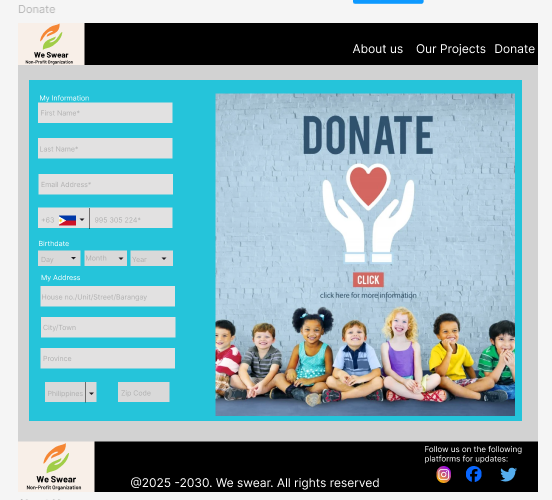 Donate
We Swear
Non-Profit Organization
About us Our Projects Donate
My Information
First Name*
Last Name*
Email Address*
+63 995 305 224*
Birthdate
Day Month Year
My Address
House no./Unit/Street/Barangay
City/Town
Province
Philippines Zip Code
DONATE
CLICK
click here for more information
We Swear
Non-Profit Organization
@2025 -2030. We swear. All rights reserved
Follow us on the following
platforms for updates: